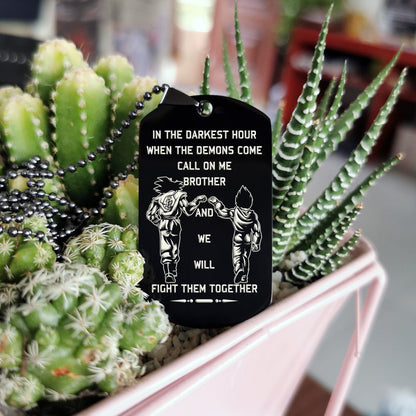 IN THE DARKEST HOUR
WHEN THE DEMONS COME
CALL ON ME
BROTHER
AND
WE
WILL
FIGHT THEM TOGETHER